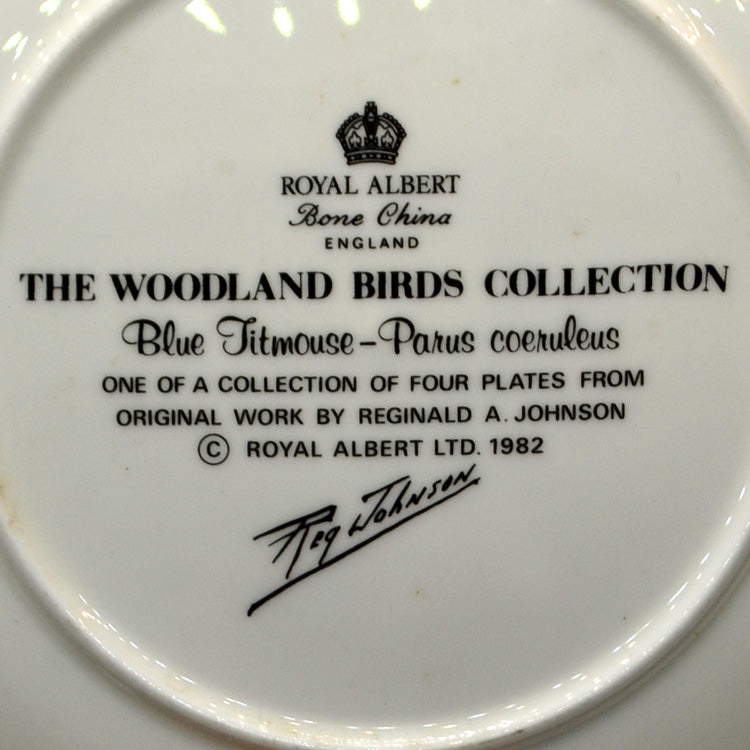 ROYAL ALBERT
Bone China
ENGLAND
THE WOODLAND BIRDS COLLECTION
Blue Titmouse – Parus coeruleus
ONE OF A COLLECTION OF FOUR PLATES FROM
ORIGINAL WORK BY REGINALD A. JOHNSON
© ROYAL ALBERT LTD. 1982
Reg Johnson.